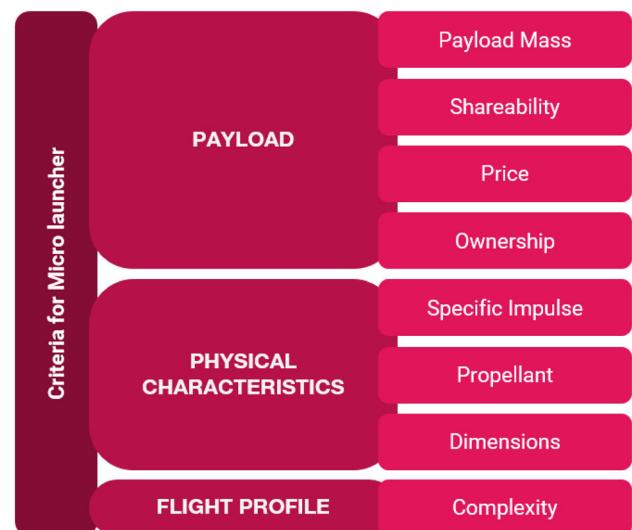 Criteria for Micro launcher
PAYLOAD
Payload Mass
Shareability
Price
Ownership
PHYSICAL
CHARACTERISTICS
Specific Impulse
Propellant
Dimensions
FLIGHT PROFILE
Complexity